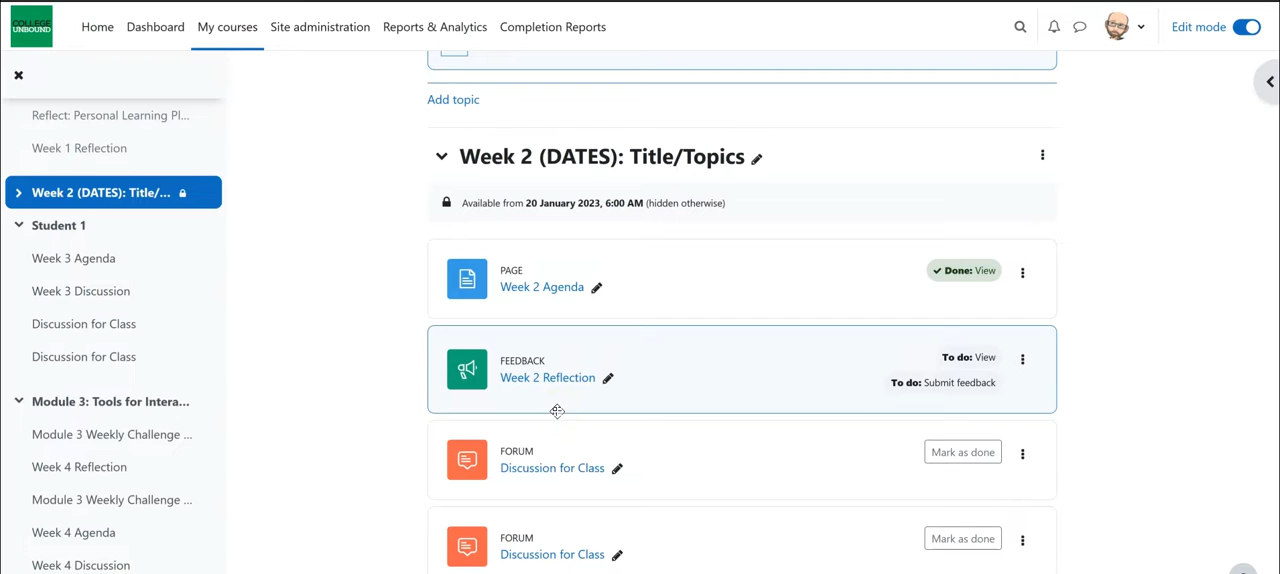 COLLEGE
UNBOUND
Home Dashboard My courses Site administration Reports & Analytics Completion Reports
Edit mode
Reflect: Personal Learning Pl...
Week 1 Reflection
Week 2 (DATES): Title/...
Student 1
Week 3 Agenda
Week 3 Discussion
Discussion for Class
Discussion for Class
Module 3: Tools for Intera...
Module 3 Weekly Challenge ...
Week 4 Reflection
Module 3 Weekly Challenge ...
Week 4 Agenda
Week 4 Discussion
Add topic
Week 2 (DATES): Title/Topics
Available from 20 January 2023, 6:00 AM (hidden otherwise)
PAGE
Week 2 Agenda
Done: View
FEEDBACK
Week 2 Reflection
To do: View
To do: Submit feedback
FORUM
Discussion for Class
Mark as done
FORUM
Discussion for Class
Mark as done